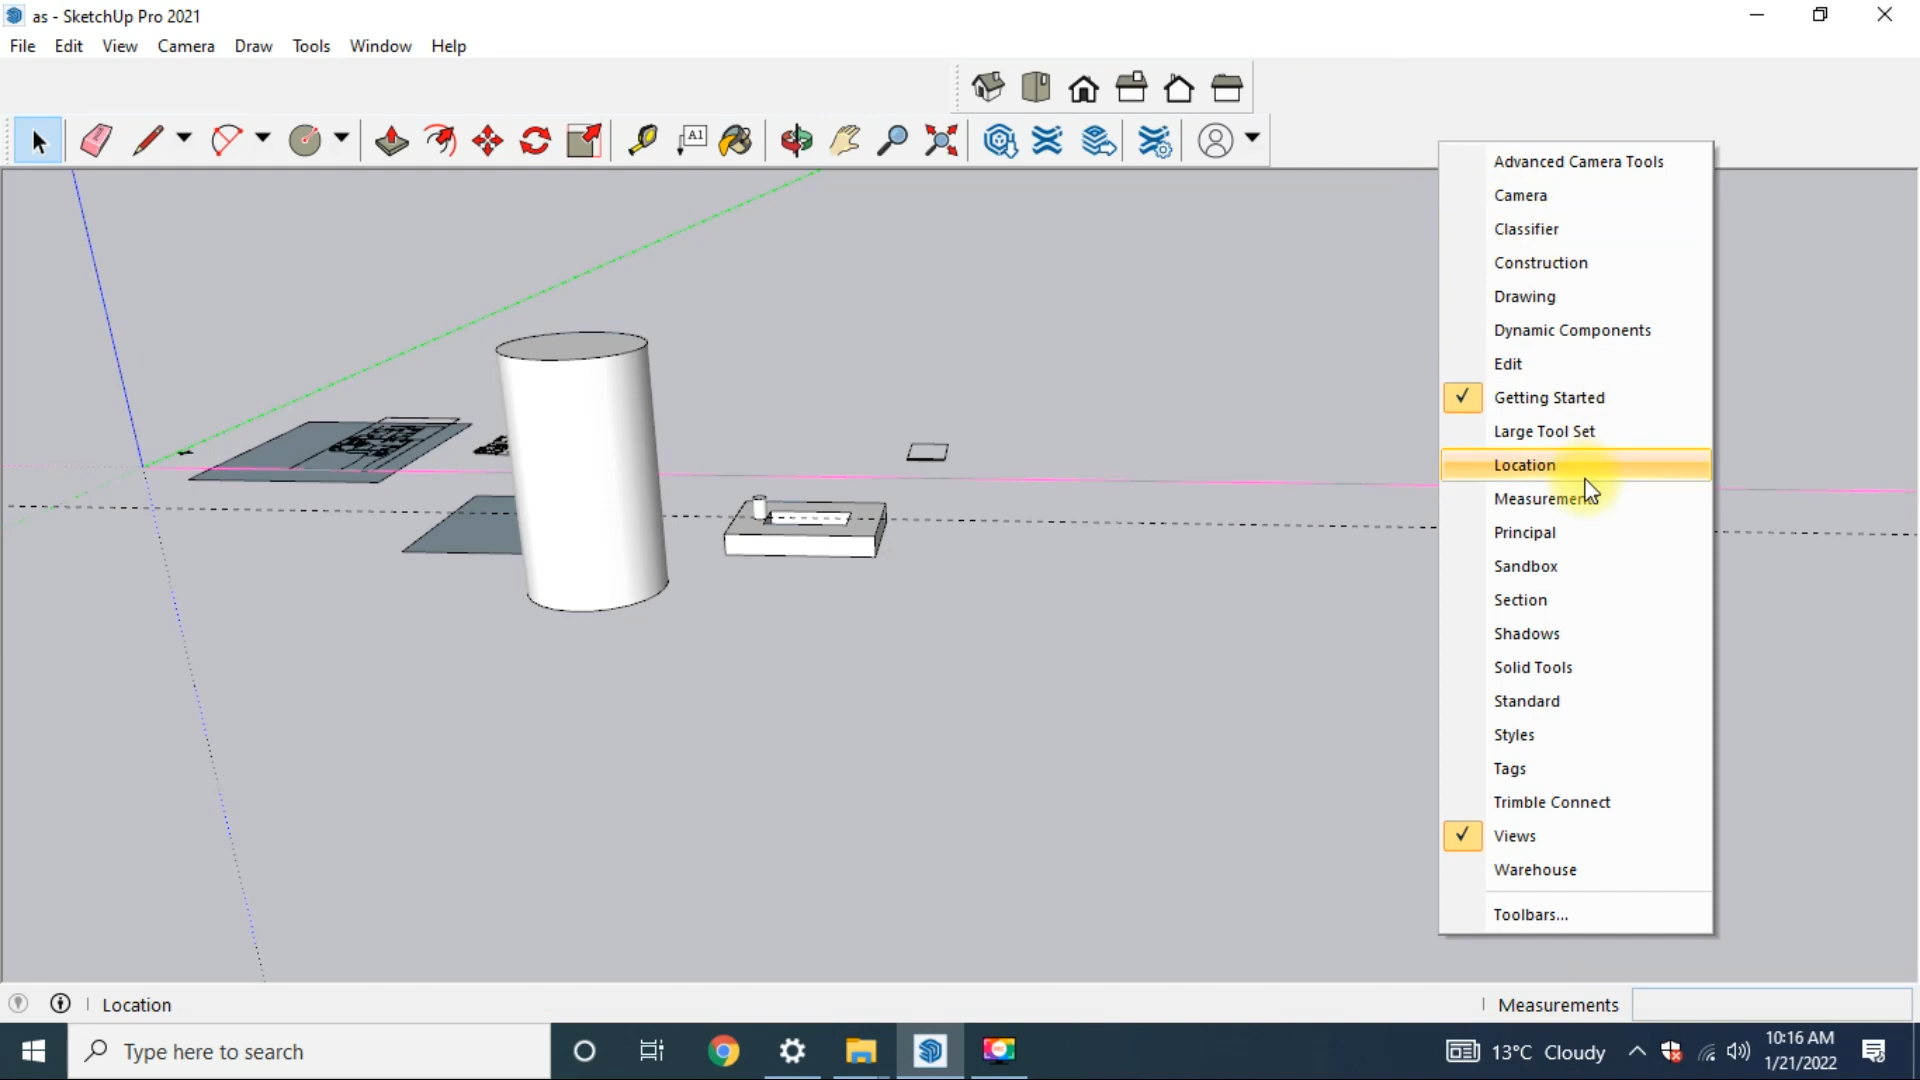 as - SketchUp Pro 2021
File Edit View Camera Draw Tools Window Help
A1
Advanced Camera Tools
Camera
Classifier
Construction
Drawing
Dynamic Components
Edit
Getting Started
Large Tool Set
Location
Measurements
Principal
Sandbox
Section
Shadows
Solid Tools
Standard
Styles
Tags
Trimble Connect
Views
Warehouse
Toolbars...
Location
Measurements
Type here to search
13°C Cloudy
10:16 AM
1/21/2022